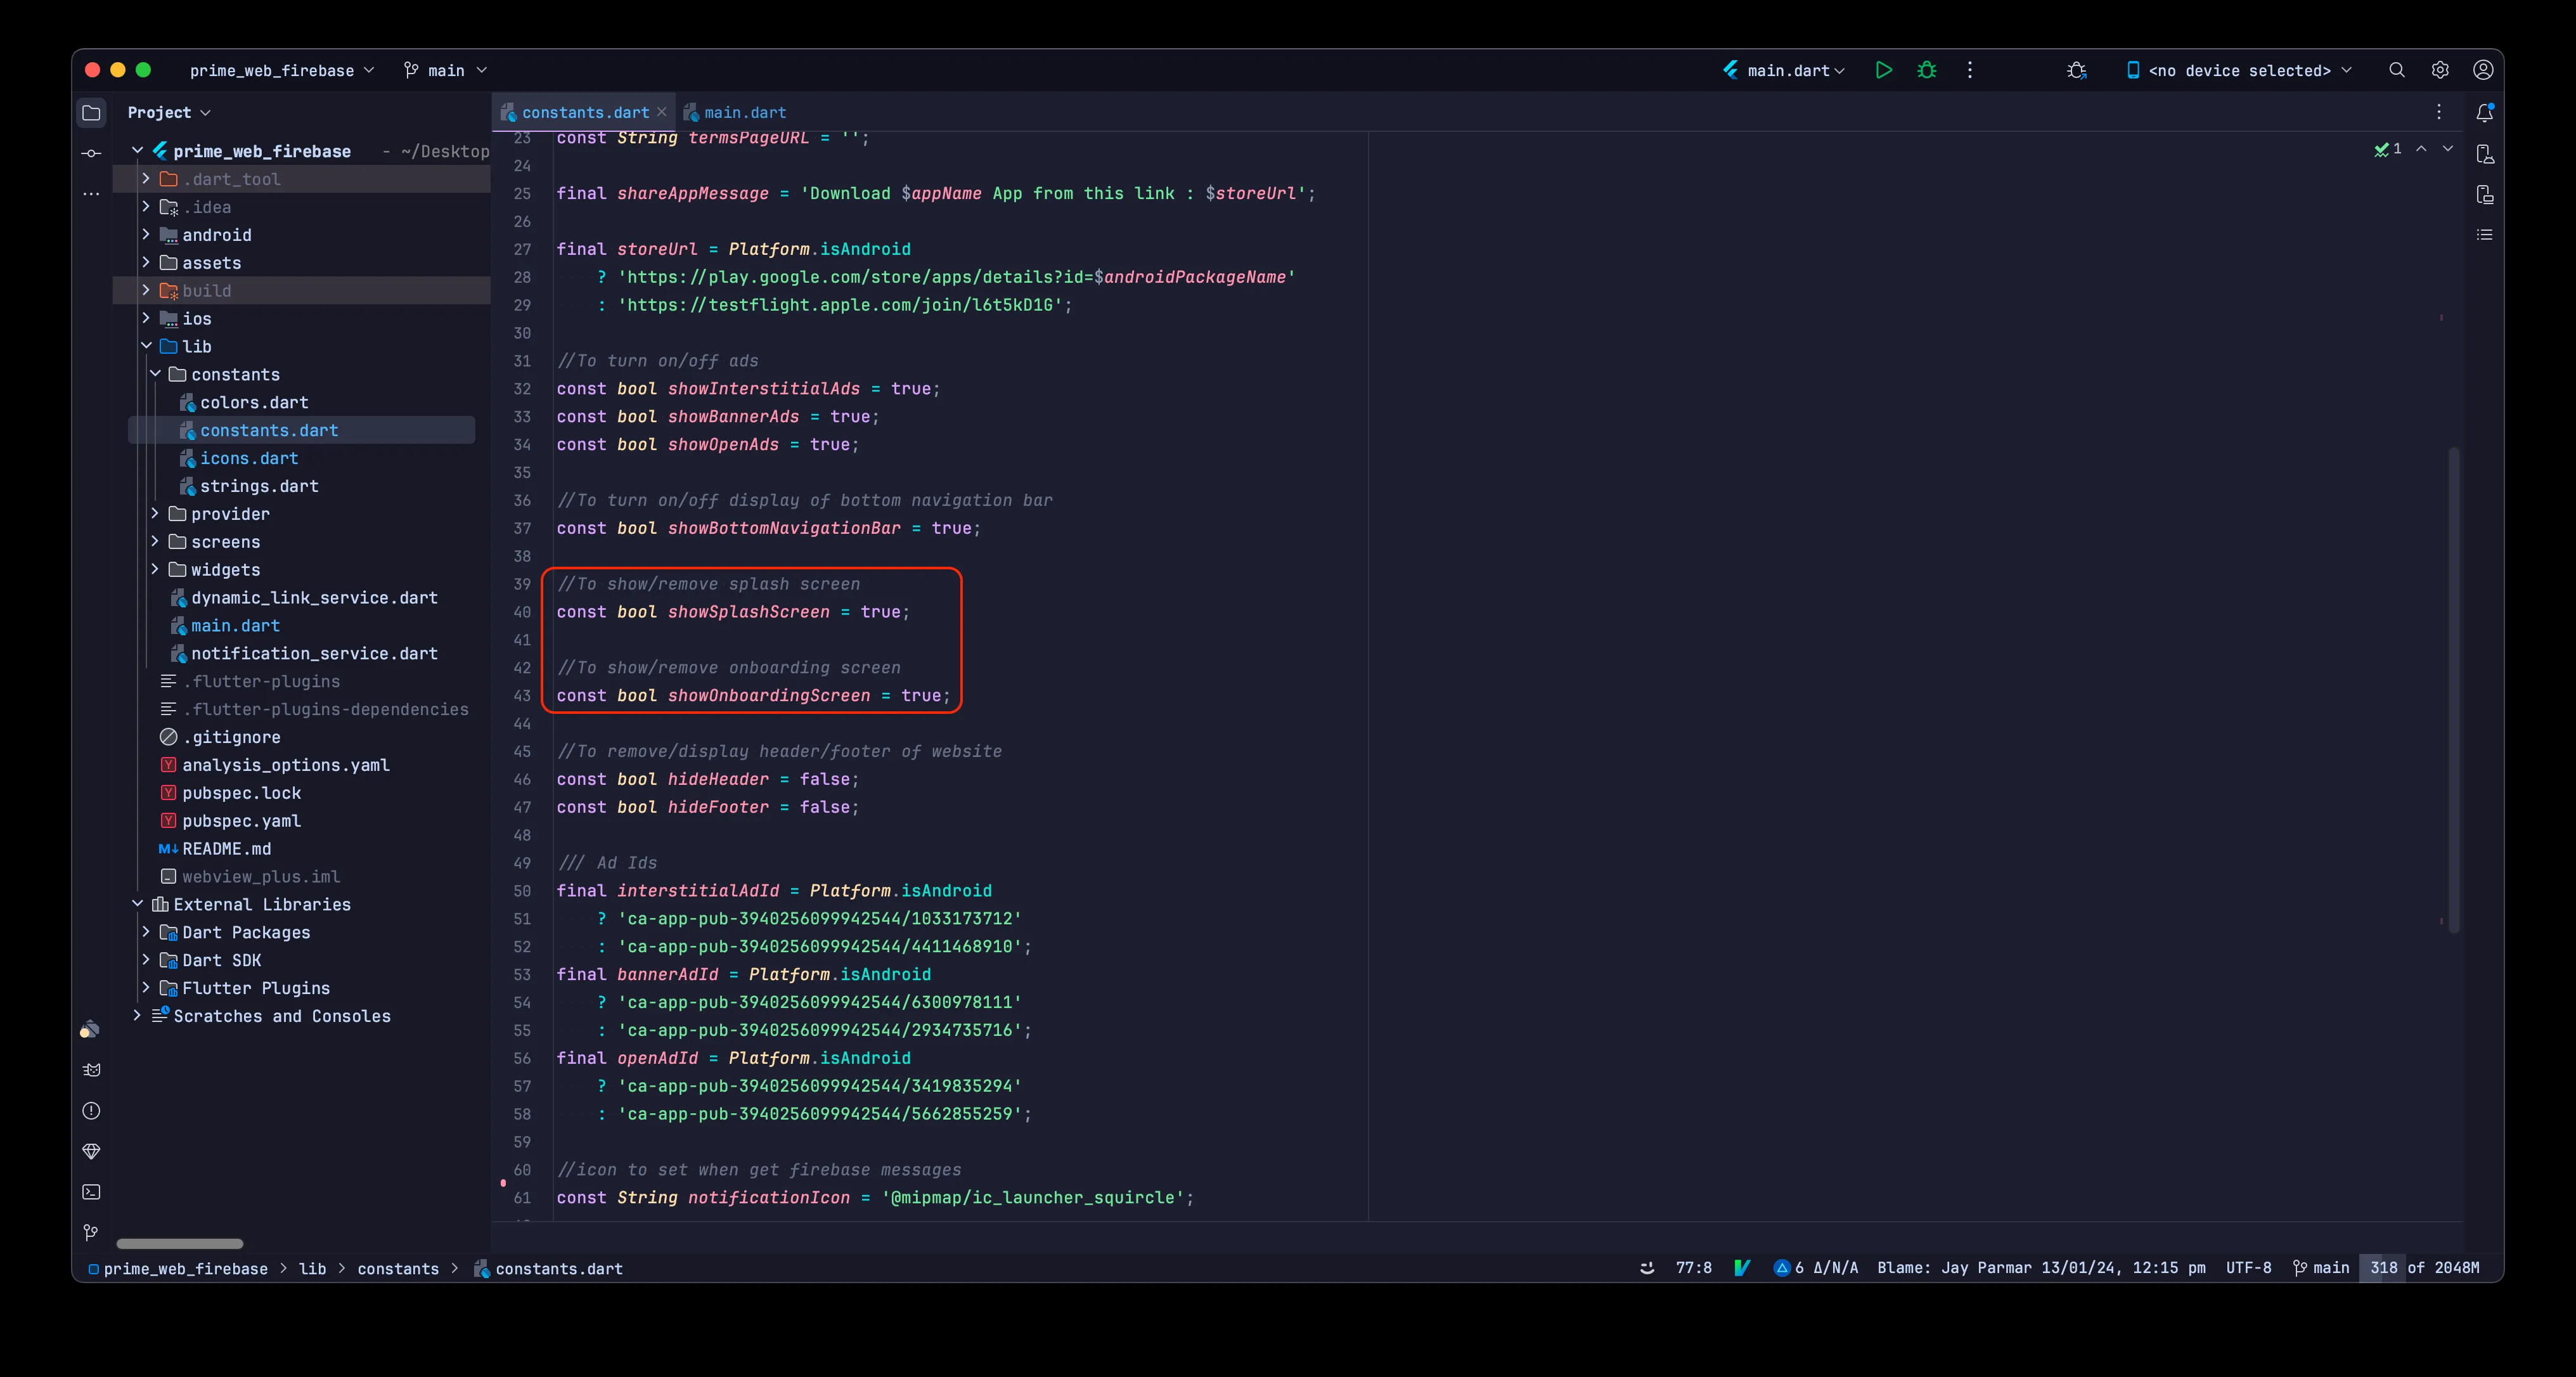 prime_web_firebase
main
main.dart
<no device selected>
Project
constants.dart
main.dart
prime_web_firebase - ~/Desktop
.dart_tool
.idea
android
assets
build
ios
lib
constants
colors.dart
constants.dart
icons.dart
strings.dart
provider
screens
widgets
dynamic_link_service.dart
main.dart
notification_service.dart
.flutter-plugins
.flutter-plugins-dependencies
.gitignore
analysis_options.yaml
pubspec.lock
pubspec.yaml
README.md
webview_plus.iml
External Libraries
Dart Packages
Dart SDK
Flutter Plugins
Scratches and Consoles
1
23 const String termsPageURL = '';
24
25 final shareAppMessage = 'Download $appName App from this link : $storeUrl';
26
27 final storeUrl = Platform.isAndroid
28 ? 'https://play.google.com/store/apps/details?id=$androidPackageName'
29 : 'https://testflight.apple.com/join/l6t5kD1G';
30
31 //To turn on/off ads
32 const bool showInterstitialAds = true;
33 const bool showBannerAds = true;
34 const bool showOpenAds = true;
35
36 //To turn on/off display of bottom navigation bar
37 const bool showBottomNavigationBar = true;
38
39 //To show/remove splash screen
40 const bool showSplashScreen = true;
41
42 //To show/remove onboarding screen
43 const bool showOnboardingScreen = true;
44
45 //To remove/display header/footer of website
46 const bool hideHeader = false;
47 const bool hideFooter = false;
48
49 /// Ad Ids
50 final interstitialAdId = Platform.isAndroid
51 ? 'ca-app-pub-3940256099942544/1033173712'
52 : 'ca-app-pub-3940256099942544/4411468910';
53 final bannerAdId = Platform.isAndroid
54 ? 'ca-app-pub-3940256099942544/6300978111'
55 : 'ca-app-pub-3940256099942544/2934735716';
56 final openAdId = Platform.isAndroid
57 ? 'ca-app-pub-3940256099942544/3419835294'
58 : 'ca-app-pub-3940256099942544/5662855259';
59
60 //icon to set when get firebase messages
61 const String notificationIcon = '@mipmap/ic_launcher_squircle';
prime_web_firebase > lib > constants > constants.dart
77:8
6 Δ/N/A
Blame: Jay Parmar 13/01/24, 12:15 pm
UTF-8
main
318 of 2048M